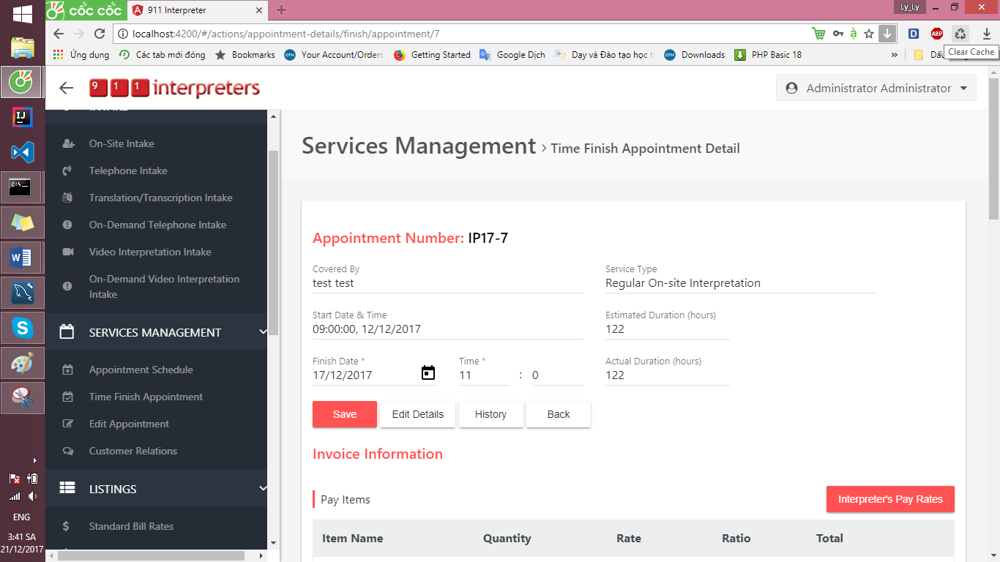 cốc cốc
911 Interpreter
Ly_Ly
localhost:4200/#/actions/appointment-details/finish/appointment/7
ABP
Ứng dụng
Các tab mới đóng
Bookmarks
OTH
Your Account/Orders
Getting Started
Google Dịch
Dạy và Đào tạo học t
OTH
Downloads
PHP Basic 18
»
Dấu
Clear Cache
911 interpreters
Administrator Administrator
INTAKE
On-Site Intake
Telephone Intake
Translation/Transcription Intake
On-Demand Telephone Intake
Video Interpretation Intake
On-Demand Video Interpretation
Intake
SERVICES MANAGEMENT
Appointment Schedule
Time Finish Appointment
Edit Appointment
Customer Relations
LISTINGS
Standard Bill Rates
Services Management › Time Finish Appointment Detail
Appointment Number: IP17-7
Covered By
test test
Service Type
Regular On-site Interpretation
Start Date & Time
09:00:00, 12/12/2017
Estimated Duration (hours)
122
Finish Date *
17/12/2017
Time *
11 : 0
Actual Duration (hours)
122
Save
Edit Details
History
Back
Invoice Information
Pay Items
Interpreter's Pay Rates
Item Name Quantity Rate Ratio Total
ENG
3:41 SA
21/12/2017